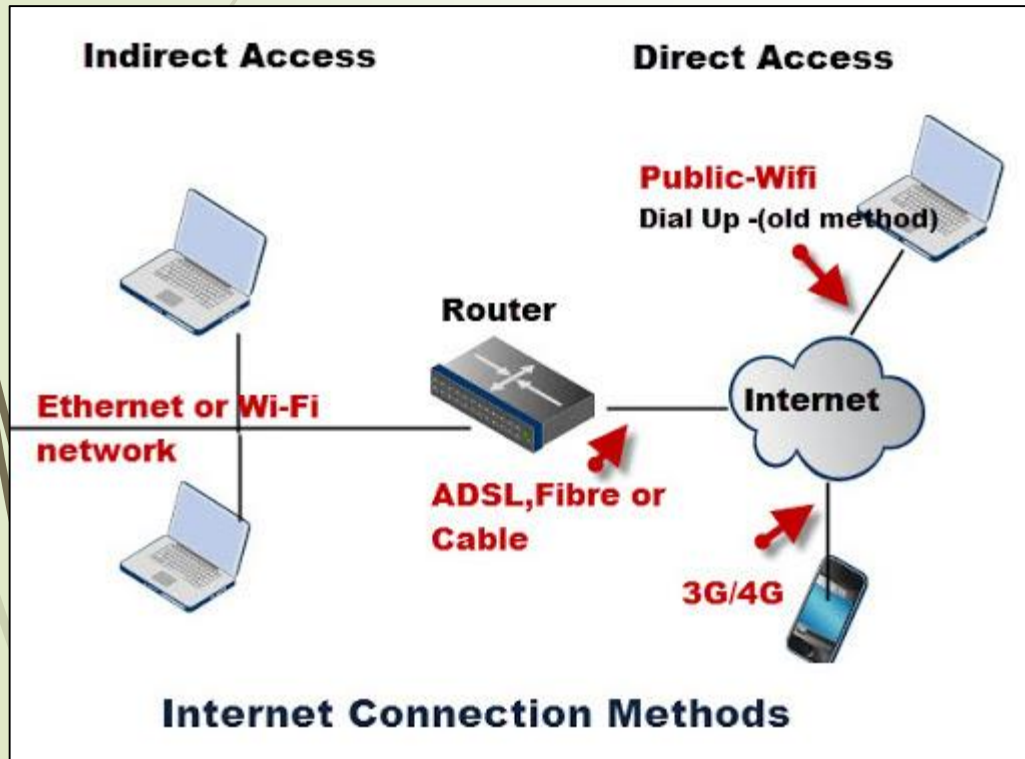 Indirect Access
Direct Access
Public-Wifi
Dial Up -(old method)
Router
Internet
Ethernet or Wi-Fi
network
ADSL,Fibre or
Cable
3G/4G
Internet Connection Methods